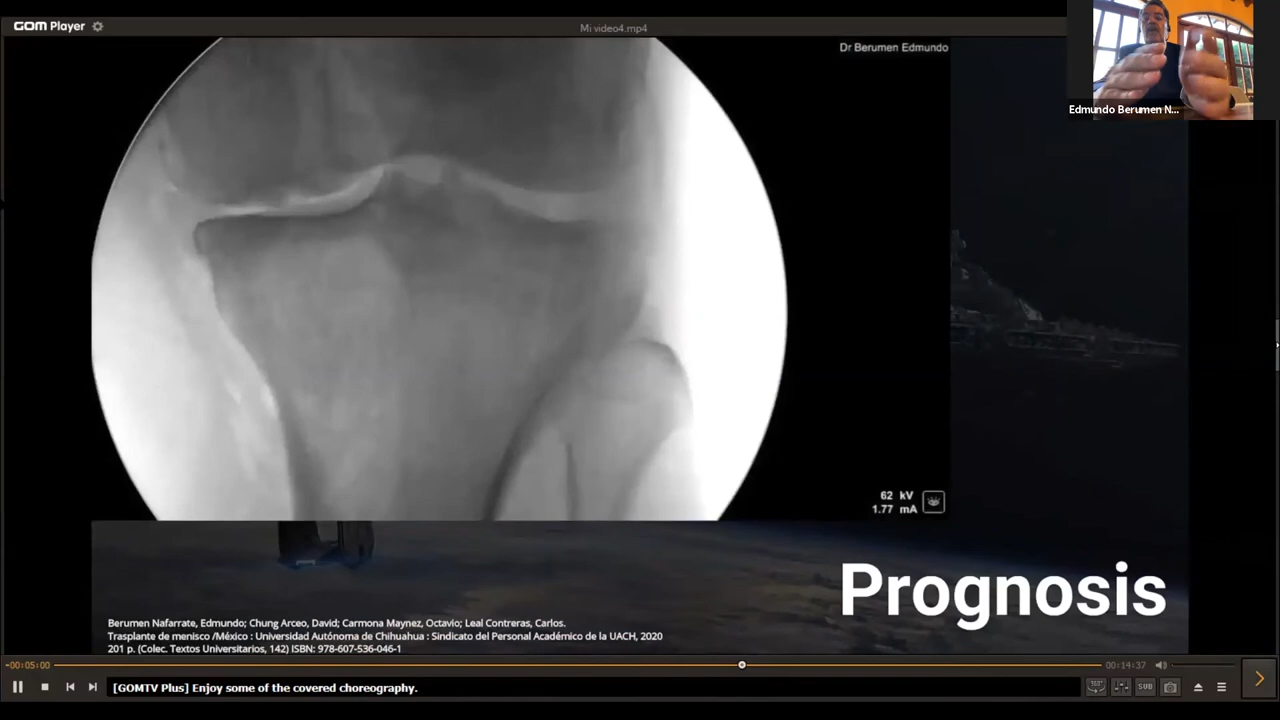 GOM Player
Mi video4.mp4
Dr Berumen Edmundo
Edmundo Berumen N...
62 kV
1.77 mA
Prognosis
Berumen Nafarrate, Edmundo; Chung Arceo, David; Carmona Maynez, Octavio; Leal Contreras, Carlos.
Trasplante de menisco /México : Universidad Autónoma de Chihuahua : Sindicato del Personal Académico de la UACH, 2020
201 p. (Colec. Textos Universitarios, 142) ISBN: 978-607-536-046-1
-00:05:00
00:14:37
[GOMTV Plus] Enjoy some of the covered choreography.
360°
SUB